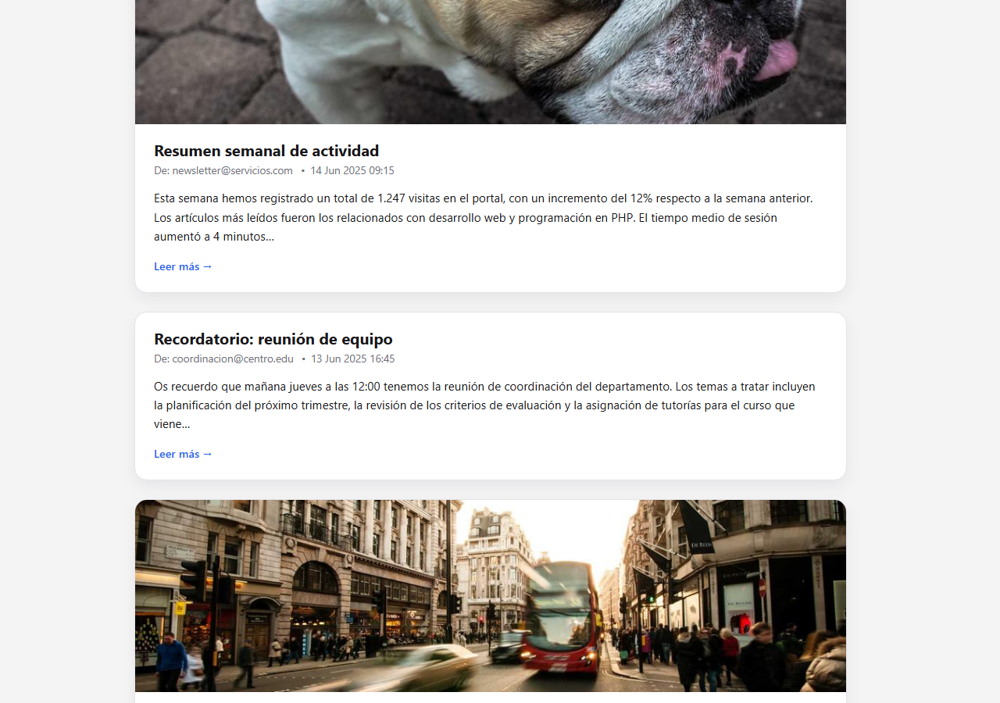 Resumen semanal de actividad
De: newsletter@servicios.com • 14 Jun 2025 09:15
Esta semana hemos registrado un total de 1.247 visitas en el portal, con un incremento del 12% respecto a la semana anterior.
Los artículos más leídos fueron los relacionados con desarrollo web y programación en PHP. El tiempo medio de sesión
aumentó a 4 minutos...
Leer más →
Recordatorio: reunión de equipo
De: coordinacion@centro.edu • 13 Jun 2025 16:45
Os recuerdo que mañana jueves a las 12:00 tenemos la reunión de coordinación del departamento. Los temas a tratar incluyen
la planificación del próximo trimestre, la revisión de los criterios de evaluación y la asignación de tutorías para el curso que
viene...
Leer más →
DE BEERS
DE BEERS